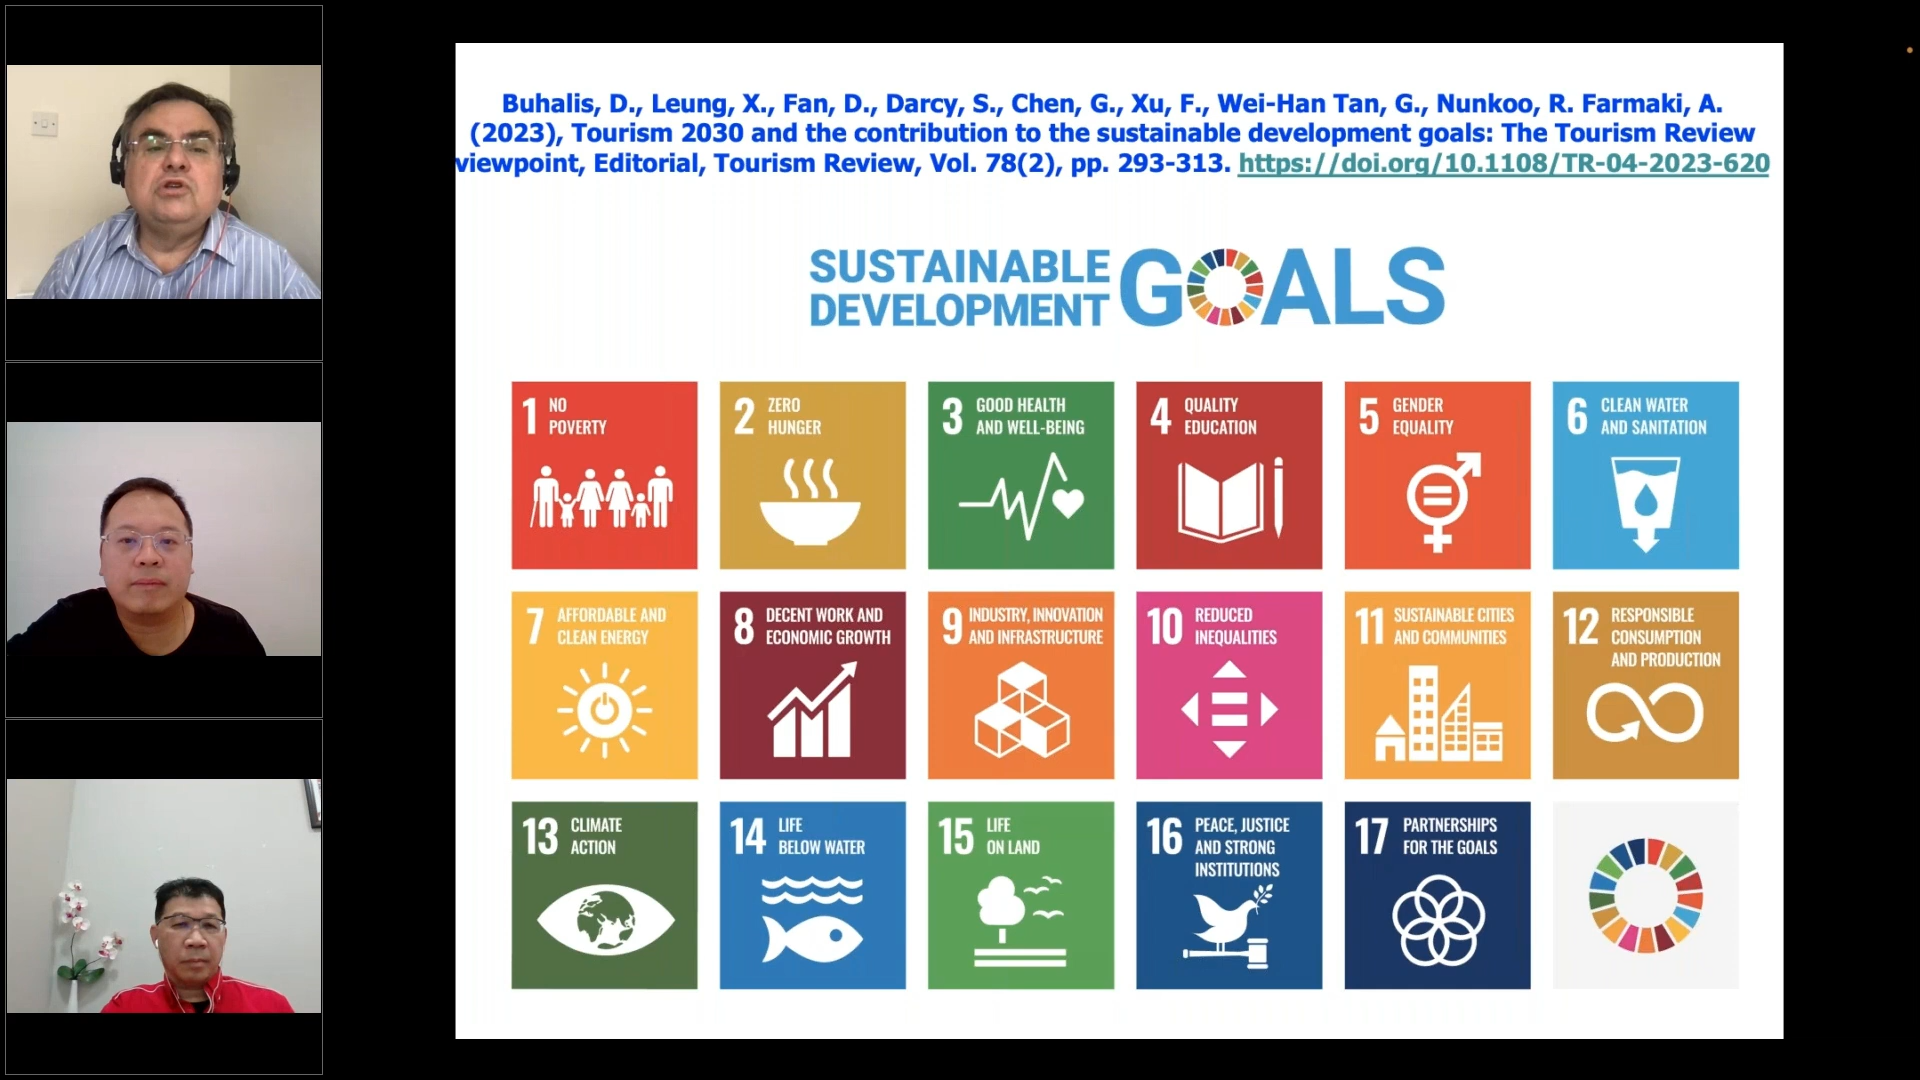 Buhalis, D., Leung, X., Fan, D., Darcy, S., Chen, G., Xu, F., Wei-Han Tan, G., Nunkoo, R. Farmaki, A.
(2023), Tourism 2030 and the contribution to the sustainable development goals: The Tourism Review
viewpoint, Editorial, Tourism Review, Vol. 78(2), pp. 293-313. https://doi.org/10.1108/TR-04-2023-620
SUSTAINABLE
DEVELOPMENT GOALS
1 NO
POVERTY
2 ZERO
HUNGER
3 GOOD HEALTH
AND WELL-BEING
4 QUALITY
EDUCATION
5 GENDER
EQUALITY
6 CLEAN WATER
AND SANITATION
7 AFFORDABLE AND
CLEAN ENERGY
8 DECENT WORK AND
ECONOMIC GROWTH
9 INDUSTRY, INNOVATION
AND INFRASTRUCTURE
10 REDUCED
INEQUALITIES
11 SUSTAINABLE CITIES
AND COMMUNITIES
12 RESPONSIBLE
CONSUMPTION
AND PRODUCTION
13 CLIMATE
ACTION
14 LIFE
BELOW WATER
15 LIFE
ON LAND
16 PEACE, JUSTICE
AND STRONG
INSTITUTIONS
17 PARTNERSHIPS
FOR THE GOALS